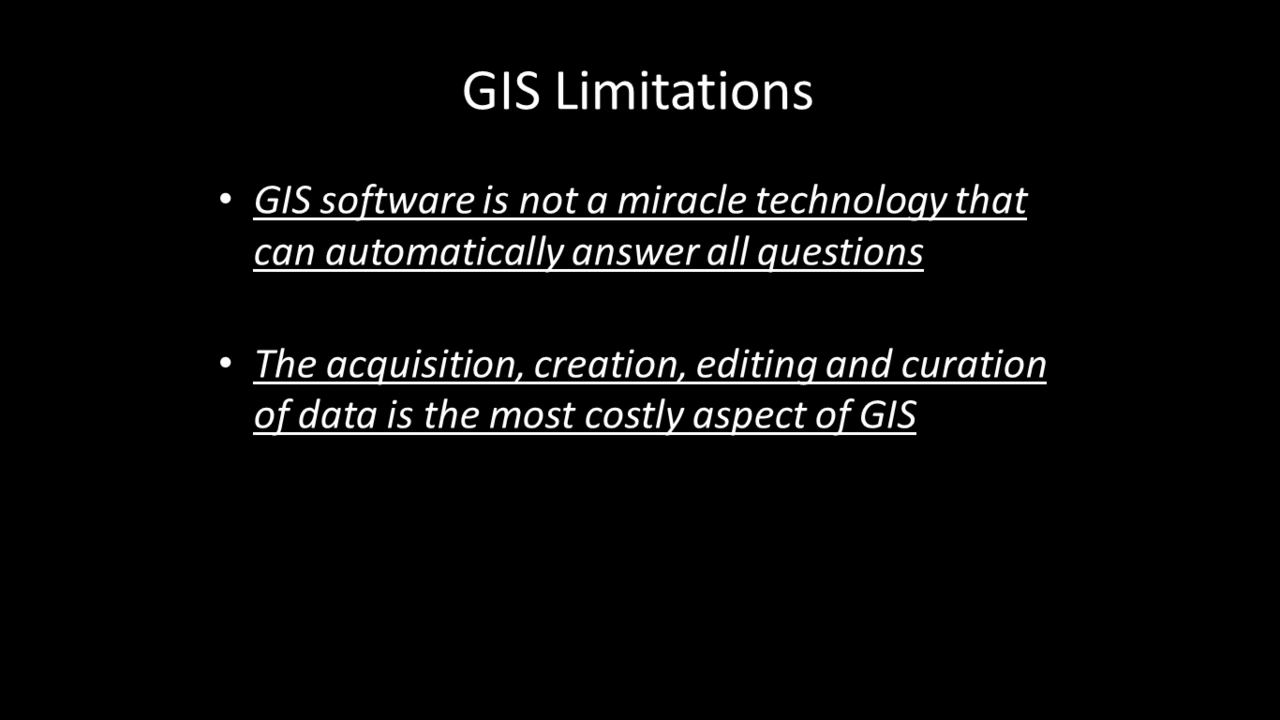 GIS Limitations
• GIS software is not a miracle technology that
can automatically answer all questions
• The acquisition, creation, editing and curation
of data is the most costly aspect of GIS